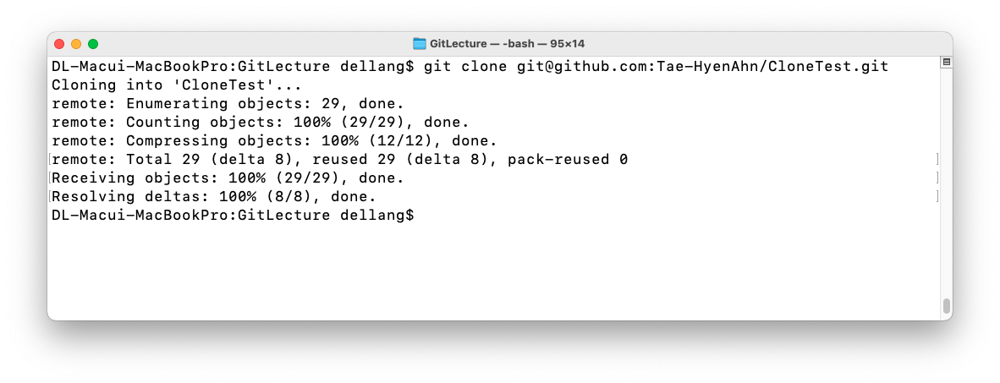 GitLecture — -bash — 95×14
DL-Macui-MacBookPro:GitLecture dellang$ git clone git@github.com:Tae-HyenAhn/CloneTest.git
Cloning into 'CloneTest'...
remote: Enumerating objects: 29, done.
remote: Counting objects: 100% (29/29), done.
remote: Compressing objects: 100% (12/12), done.
remote: Total 29 (delta 8), reused 29 (delta 8), pack-reused 0
Receiving objects: 100% (29/29), done.
Resolving deltas: 100% (8/8), done.
DL-Macui-MacBookPro:GitLecture dellang$